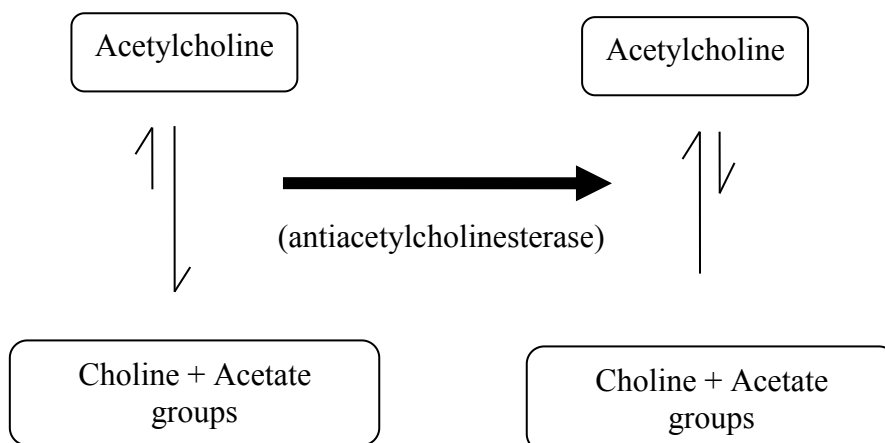 Acetylcholine
Acetylcholine
(antiacetylcholinesterase)
Choline + Acetate
groups
Choline + Acetate
groups